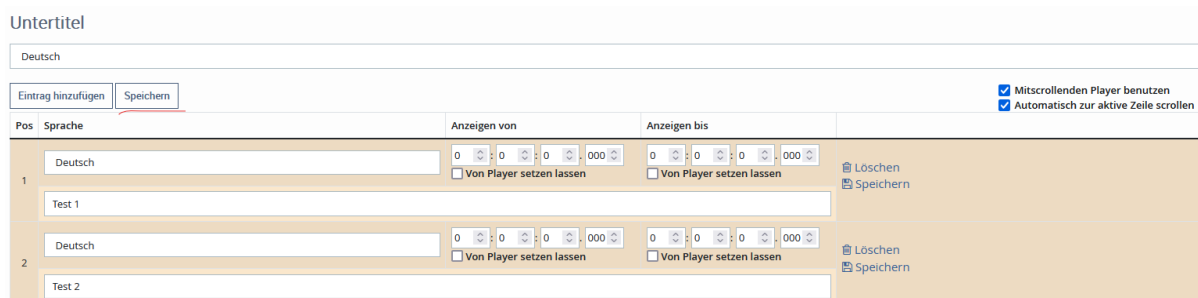 Untertitel
Deutsch
Eintrag hinzufügen Speichern
Mitscrollenden Player benutzen
Automatisch zur aktive Zeile scrollen
Pos Sprache Anzeigen von Anzeigen bis
1 Deutsch 0 : 0 : 0 . 000 0 : 0 : 0 . 000
Von Player setzen lassen Von Player setzen lassen
Löschen
Speichern
Test 1
2 Deutsch 0 : 0 : 0 . 000 0 : 0 : 0 . 000
Von Player setzen lassen Von Player setzen lassen
Löschen
Speichern
Test 2